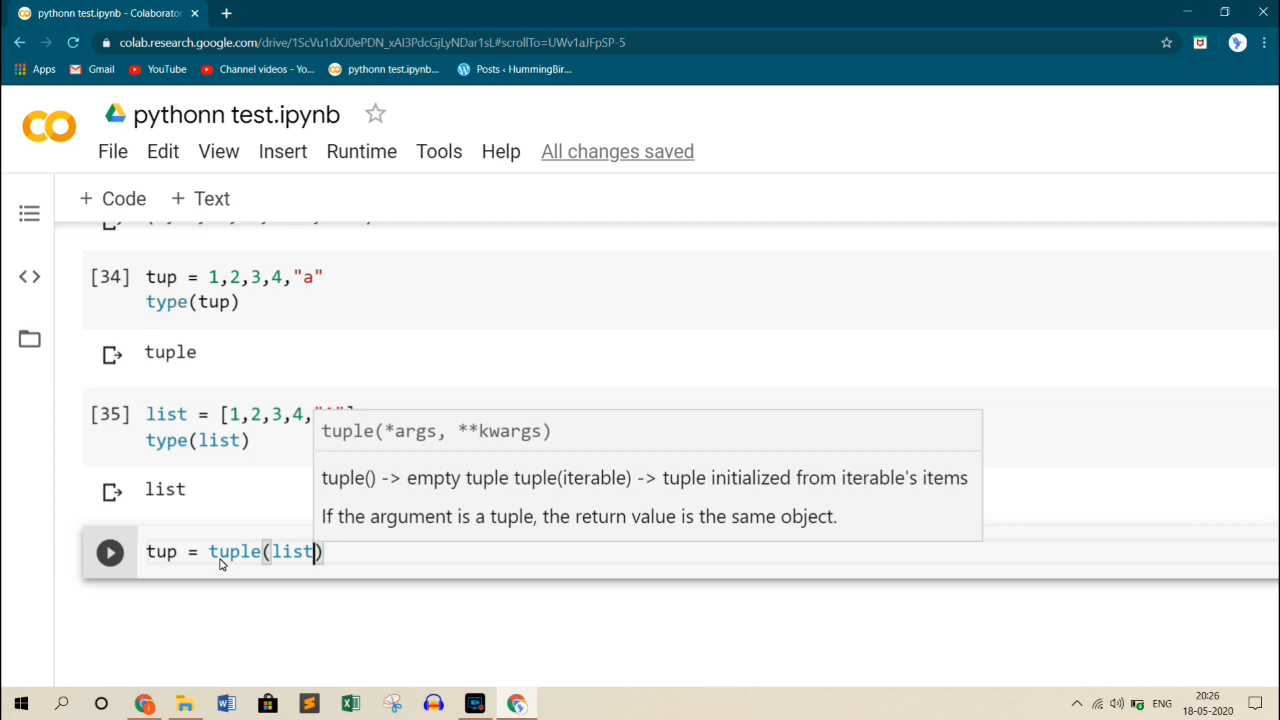 pythonn test.ipynb - Colaborator
colab.research.google.com/drive/1ScVu1dXJ0ePDN_xAI3PdcGjLyNDar1sL#scrollTo=UWv1aJFpSP-5
Apps Gmail YouTube Channel videos - Yo... pythonn test.ipynb... Posts ‹ HummingBir...
pythonn test.ipynb
File Edit View Insert Runtime Tools Help All changes saved
+ Code + Text
[34] tup = 1,2,3,4,"a"
type(tup)
tuple
[35] list = [1,2,3,4,
type(list)
tuple(*args, **kwargs)
tuple() -> empty tuple tuple(iterable) -> tuple initialized from iterable's items
If the argument is a tuple, the return value is the same object.
list
tup = tuple(list)
ENG
20:26
18-05-2020